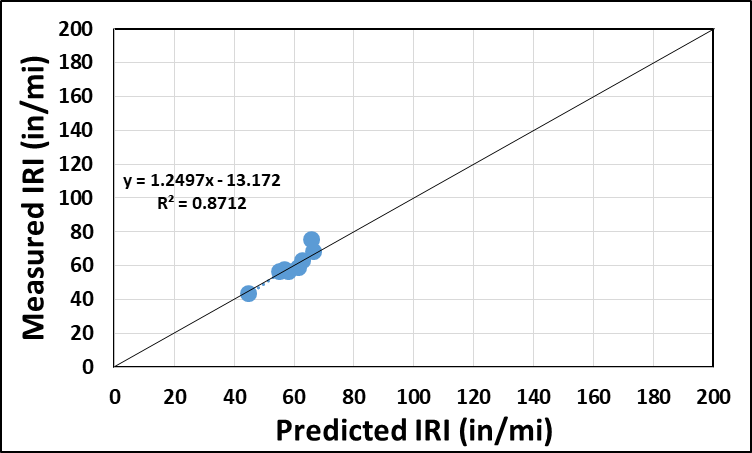 200
180
160
140
120
100
80
60
40
20
0
Measured IRI (in/mi)
y = 1.2497x - 13.172
R² = 0.8712
0 20 40 60 80 100 120 140 160 180 200
Predicted IRI (in/mi)